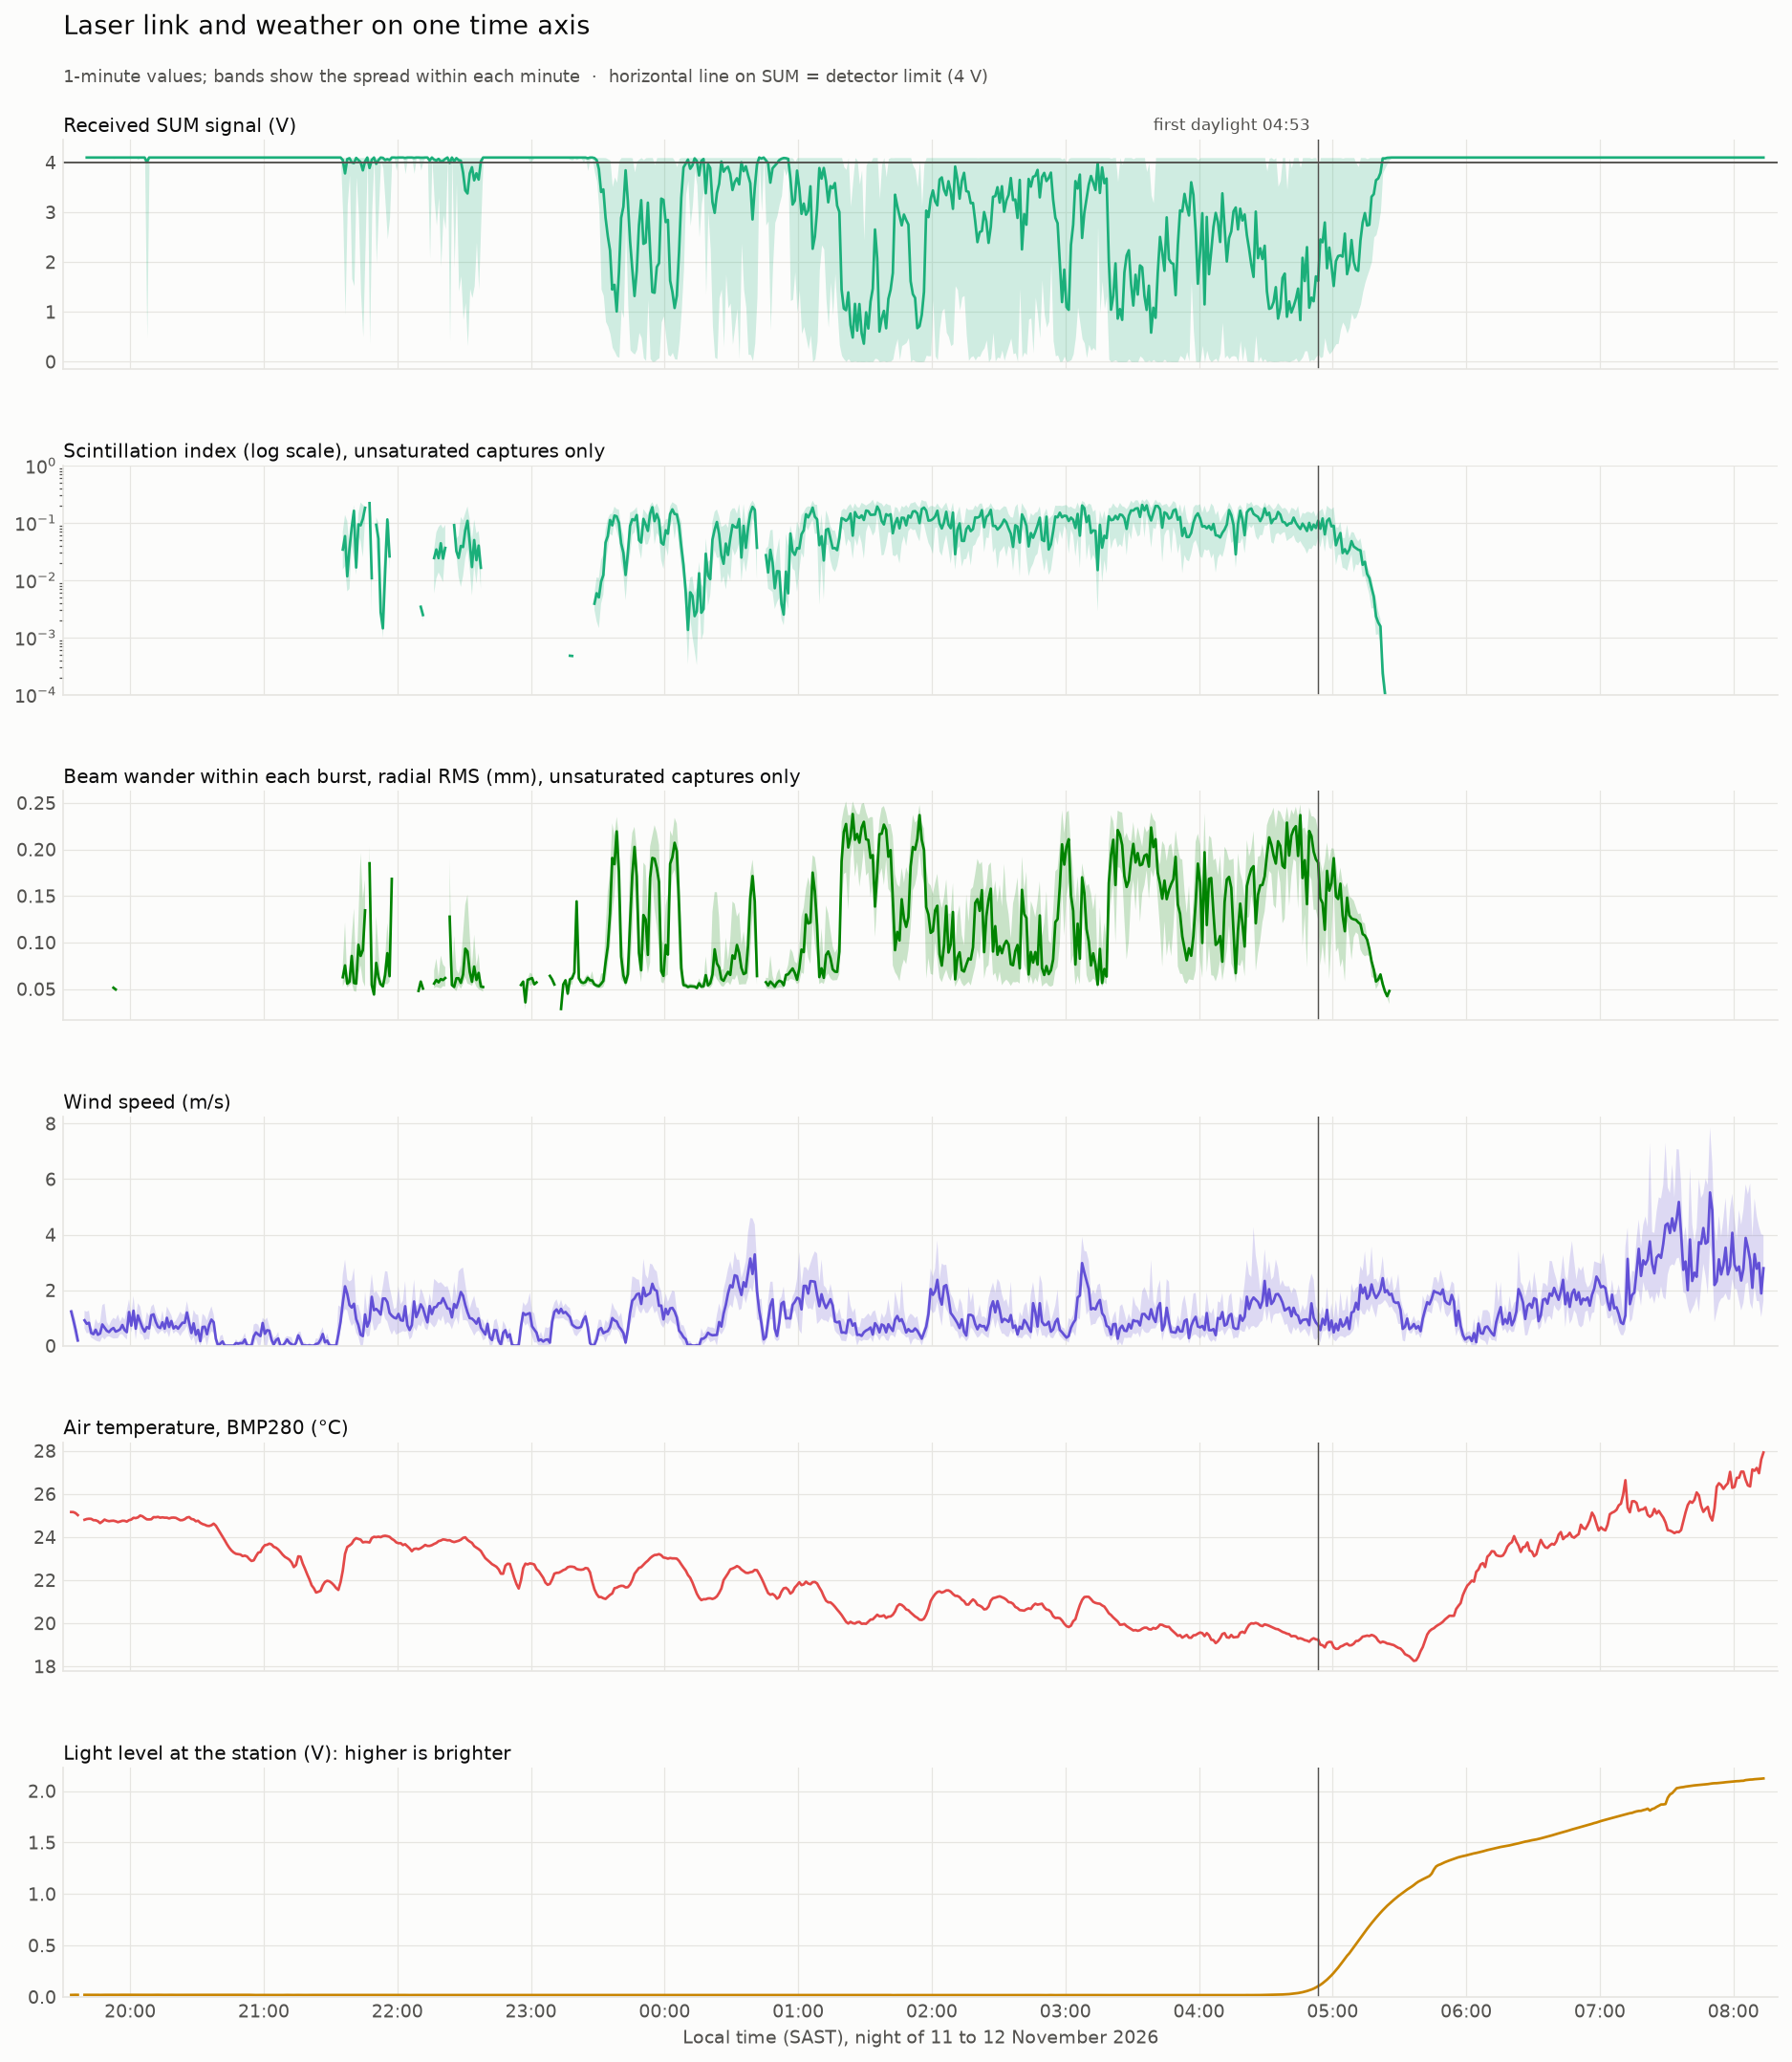 Laser link and weather on one time axis
1-minute values; bands show the spread within each minute  ·  horizontal line on SUM = detector limit (4 V)
Received SUM signal (V)
first daylight 04:53
4
3
2
1
0
Scintillation index (log scale), unsaturated captures only
10⁰
10⁻¹
10⁻²
10⁻³
10⁻⁴
Beam wander within each burst, radial RMS (mm), unsaturated captures only
0.25
0.20
0.15
0.10
0.05
Wind speed (m/s)
8
6
4
2
0
Air temperature, BMP280 (°C)
28
26
24
22
20
18
Light level at the station (V): higher is brighter
2.0
1.5
1.0
0.5
0.0
20:00 21:00 22:00 23:00 00:00 01:00 02:00 03:00 04:00 05:00 06:00 07:00 08:00
Local time (SAST), night of 11 to 12 November 2026